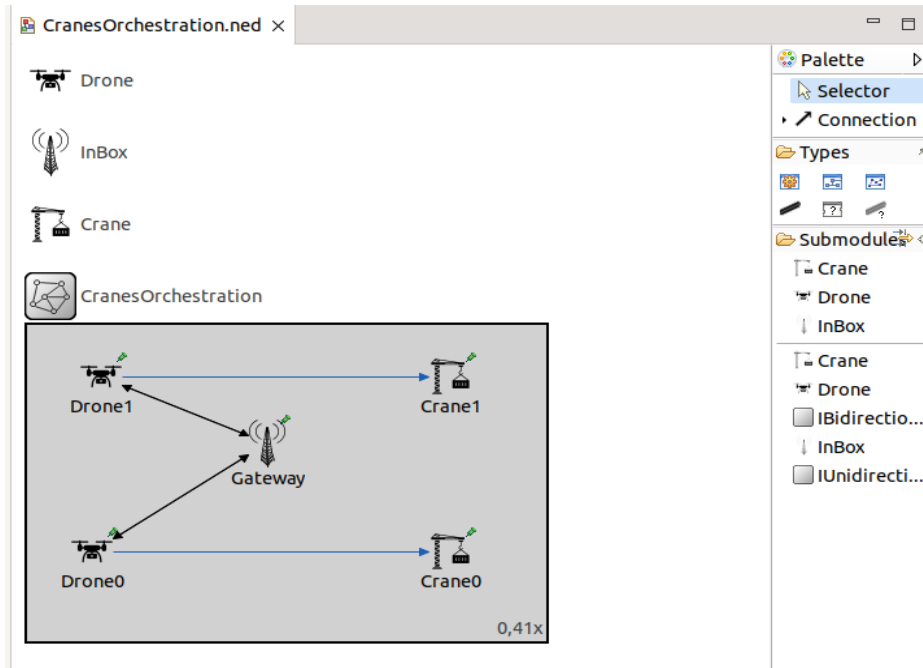 CranesOrchestration.ned
Drone
InBox
Crane
CranesOrchestration
Drone1
Crane1
Gateway
Drone0
Crane0
0,41x
Palette
Selector
Connection
Types
Submodules
Crane
Drone
InBox
Crane
Drone
IBidirectio...
InBox
IUnidirecti...